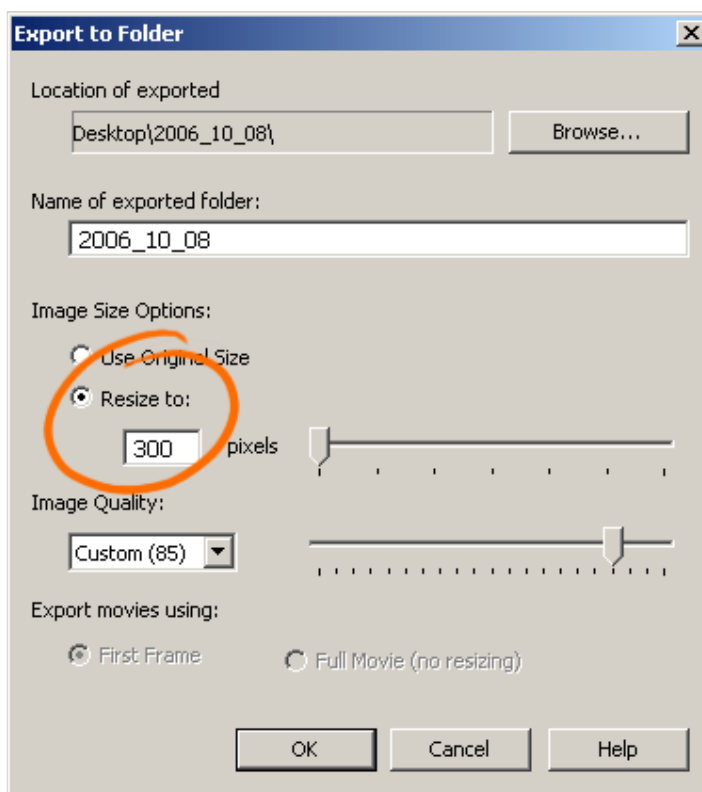 Export to Folder
Location of exported
Desktop\2006_10_08\
Browse...
Name of exported folder:
2006_10_08
Image Size Options:
Use Original Size
Resize to:
300 pixels
Image Quality:
Custom (85)
Export movies using:
First Frame Full Movie (no resizing)
OK Cancel Help